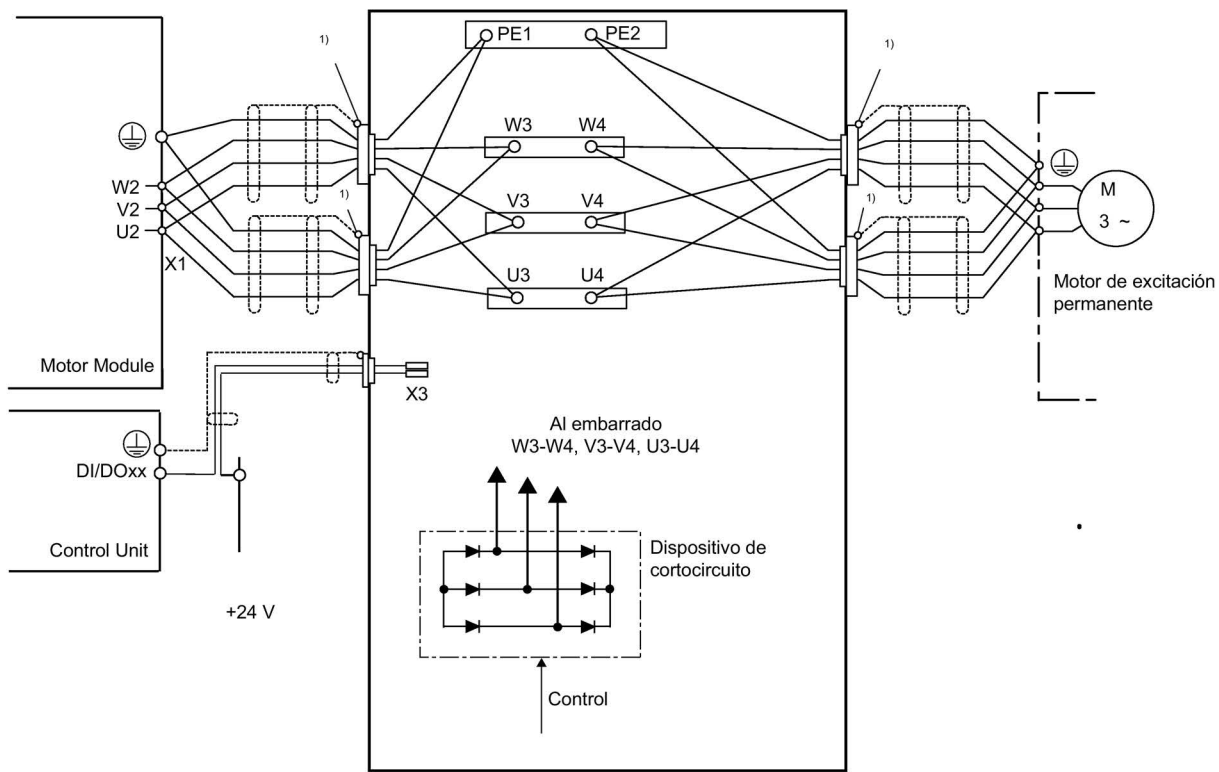 PE1
PE2
1)
1)
W3
W4
W2
V2
U2
1)
1)
V3
V4
M
3 ~
X1
U3
U4
Motor de excitación
permanente
Motor Module
X3
Al embarrado
W3-W4, V3-V4, U3-U4
DI/DOxx
Control Unit
Dispositivo de
cortocircuito
+24 V
Control